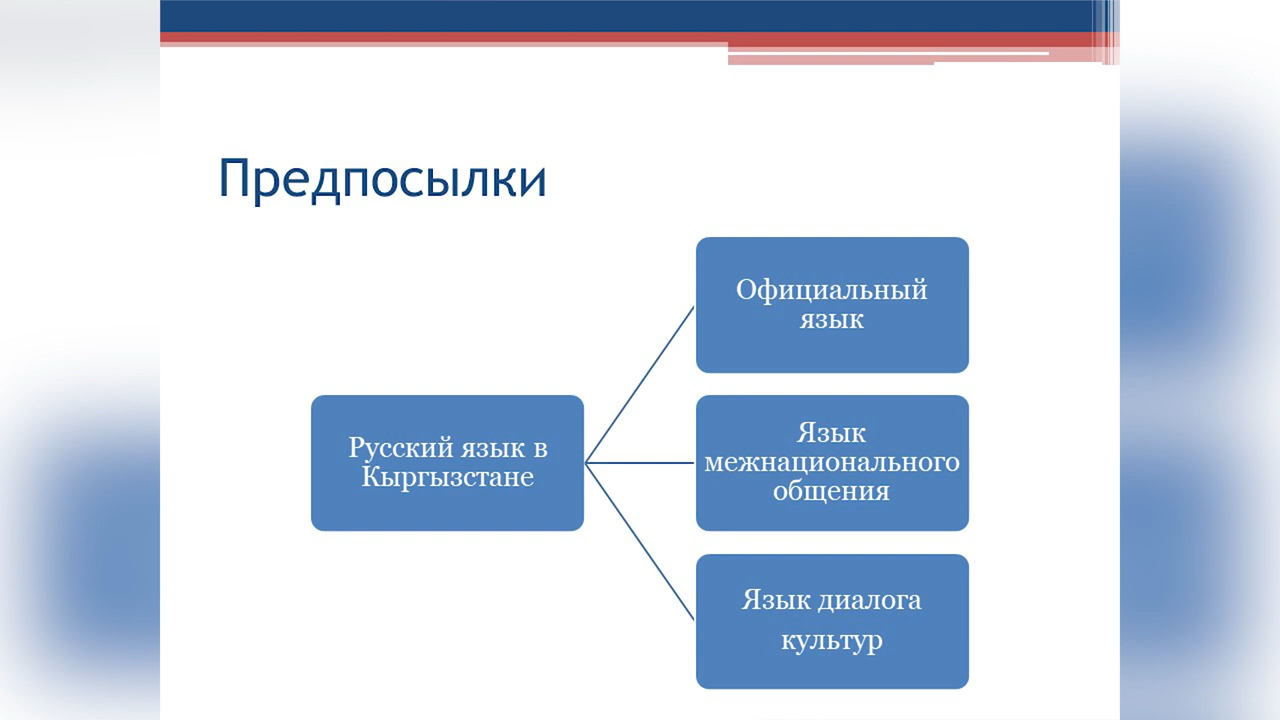 Предпосылки
Русский язык в
Кыргызстане
Официальный
язык
Язык
межнационального
общения
Язык диалога
культур